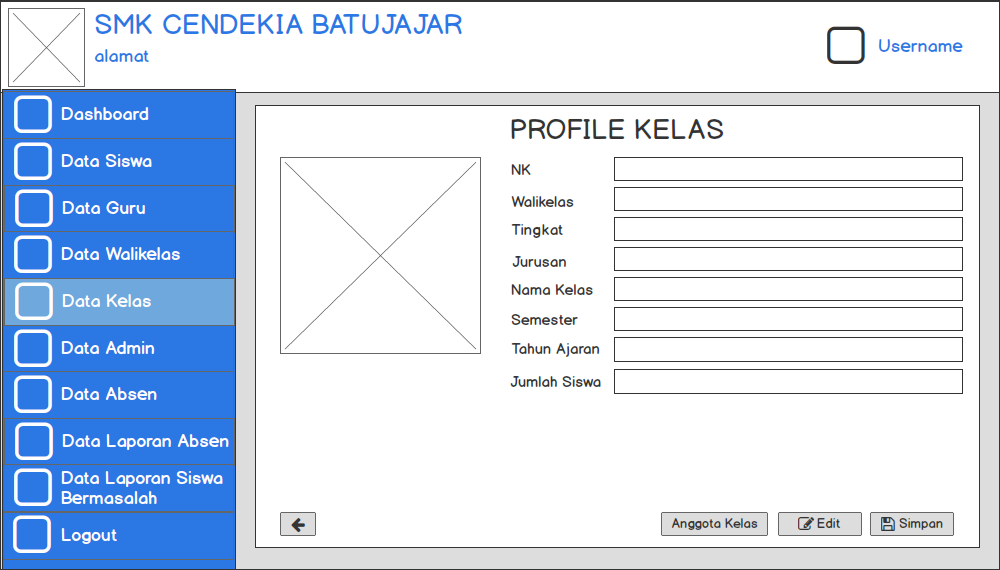 SMK CENDEKIA BATUJAJAR
alamat
Username
Dashboard
Data Siswa
Data Guru
Data Walikelas
Data Kelas
Data Admin
Data Absen
Data Laporan Absen
Data Laporan Siswa
Bermasalah
Logout
PROFILE KELAS
NK
Walikelas
Tingkat
Jurusan
Nama Kelas
Semester
Tahun Ajaran
Jumlah Siswa
Anggota Kelas
Edit
Simpan